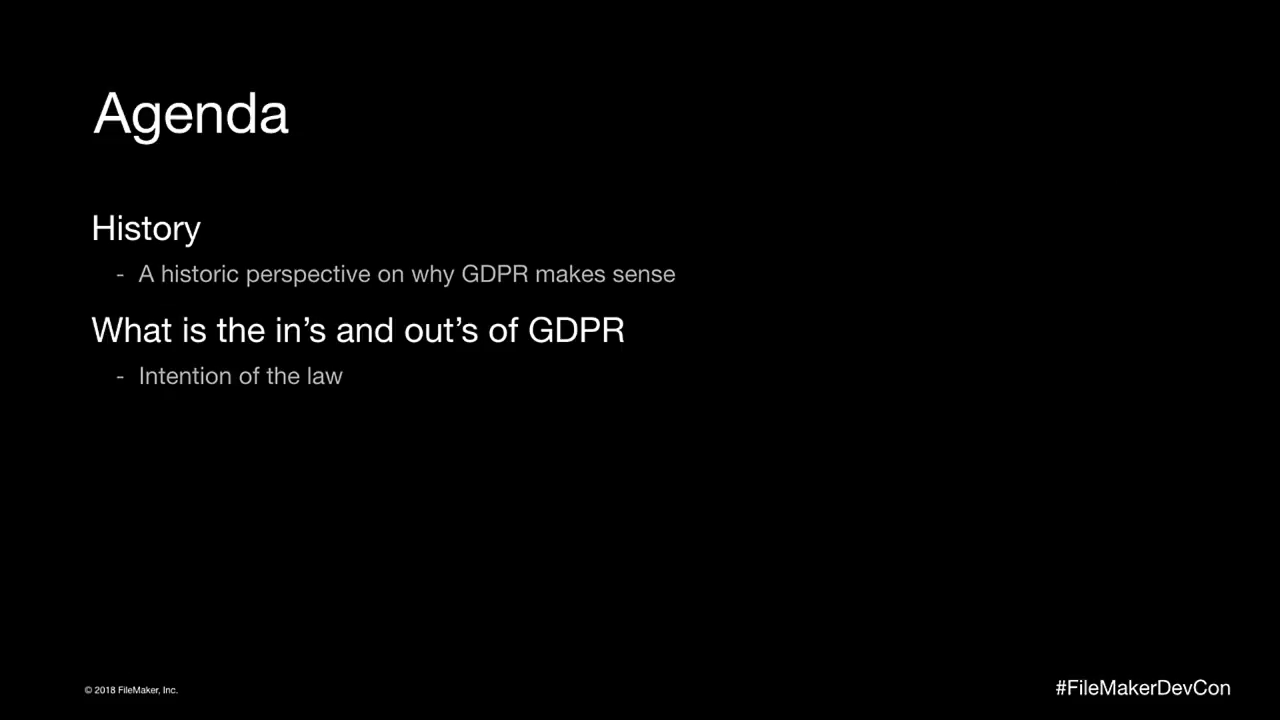 Agenda
History
- A historic perspective on why GDPR makes sense
What is the in’s and out’s of GDPR
- Intention of the law
© 2018 FileMaker, Inc.
#FileMakerDevCon